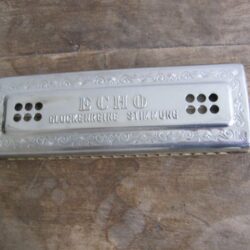 ECHO
GLOCKENREINE STIMMUNG